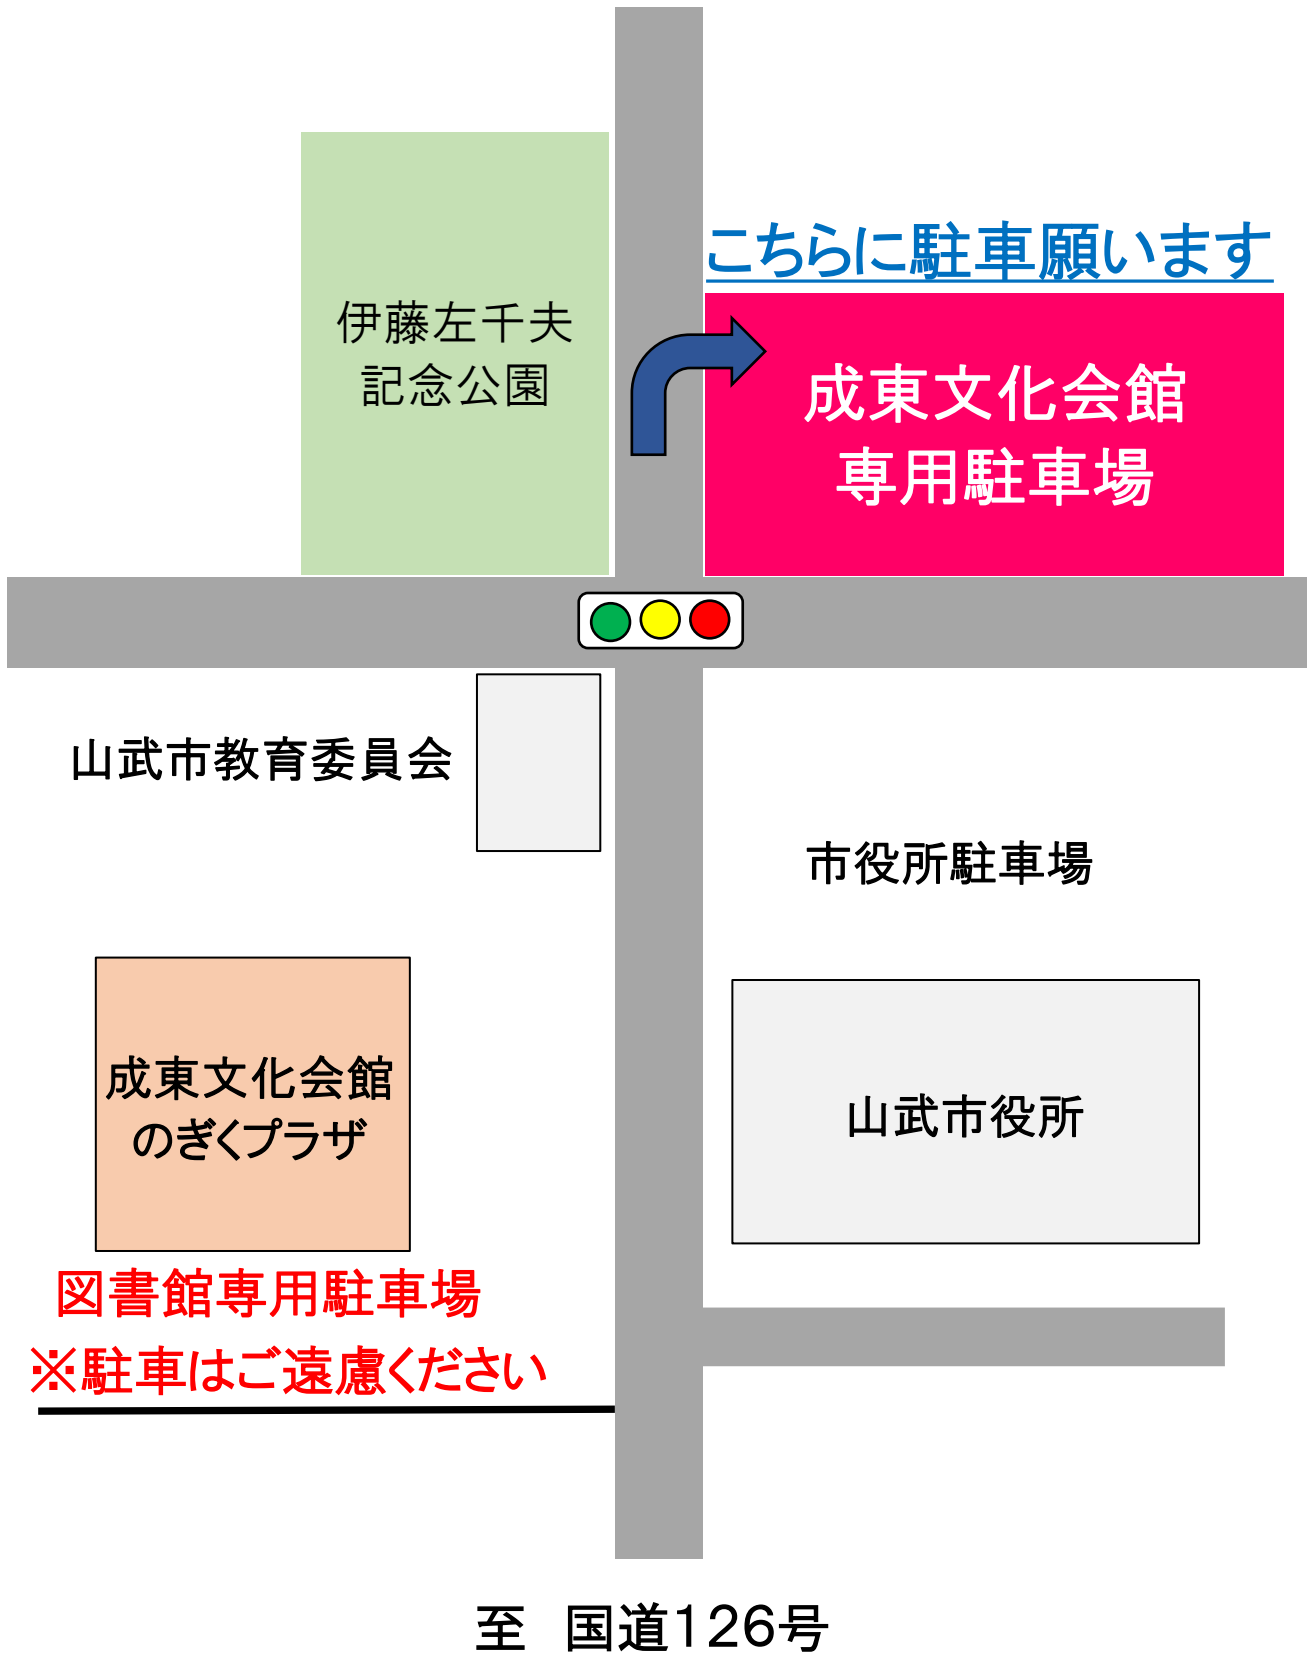 こちらに駐車願います
伊藤左千夫
記念公園
成東文化会館
専用駐車場
山武市教育委員会
市役所駐車場
成東文化会館
のぎくプラザ
山武市役所
図書館専用駐車場
※駐車はご遠慮ください
至　国道126号